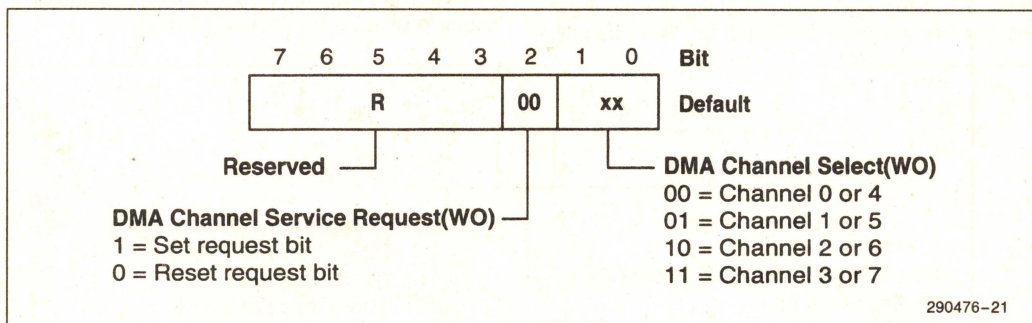 7 6 5 4 3 2 1 0 Bit
R 00 xx Default
Reserved
DMA Channel Select(WO)
00 = Channel 0 or 4
01 = Channel 1 or 5
10 = Channel 2 or 6
11 = Channel 3 or 7
DMA Channel Service Request(WO)
1 = Set request bit
0 = Reset request bit
290476–21